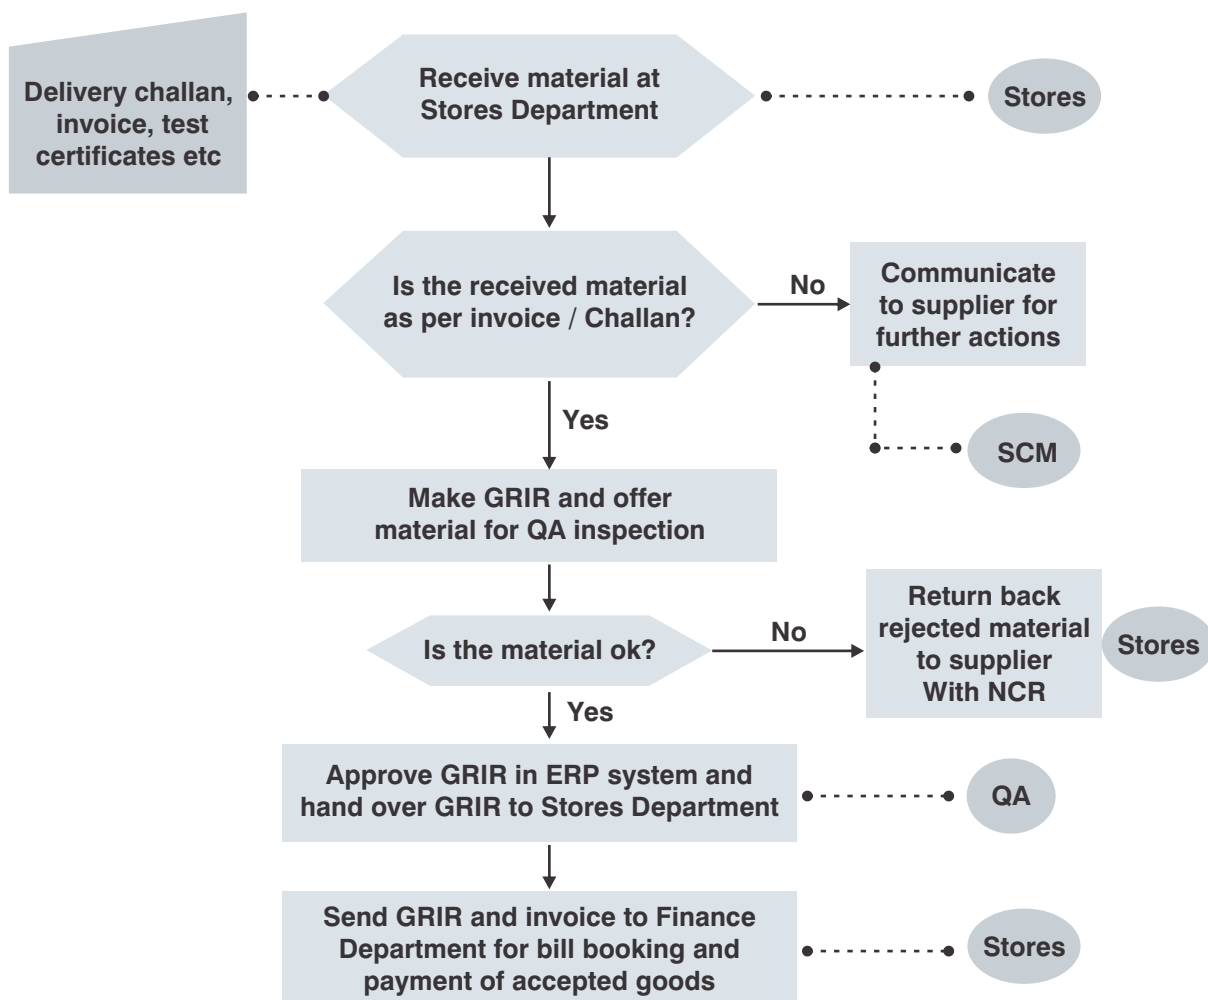 Delivery challan,
invoice, test
certificates etc
Receive material at
Stores Department
Stores
Is the received material
as per invoice / Challan?
No
Communicate
to supplier for
further actions
Yes
SCM
Make GRIR and offer
material for QA inspection
Is the material ok?
No
Return back
rejected material
to supplier
With NCR
Stores
Yes
Approve GRIR in ERP system and
hand over GRIR to Stores Department
QA
Send GRIR and invoice to Finance
Department for bill booking and
payment of accepted goods
Stores